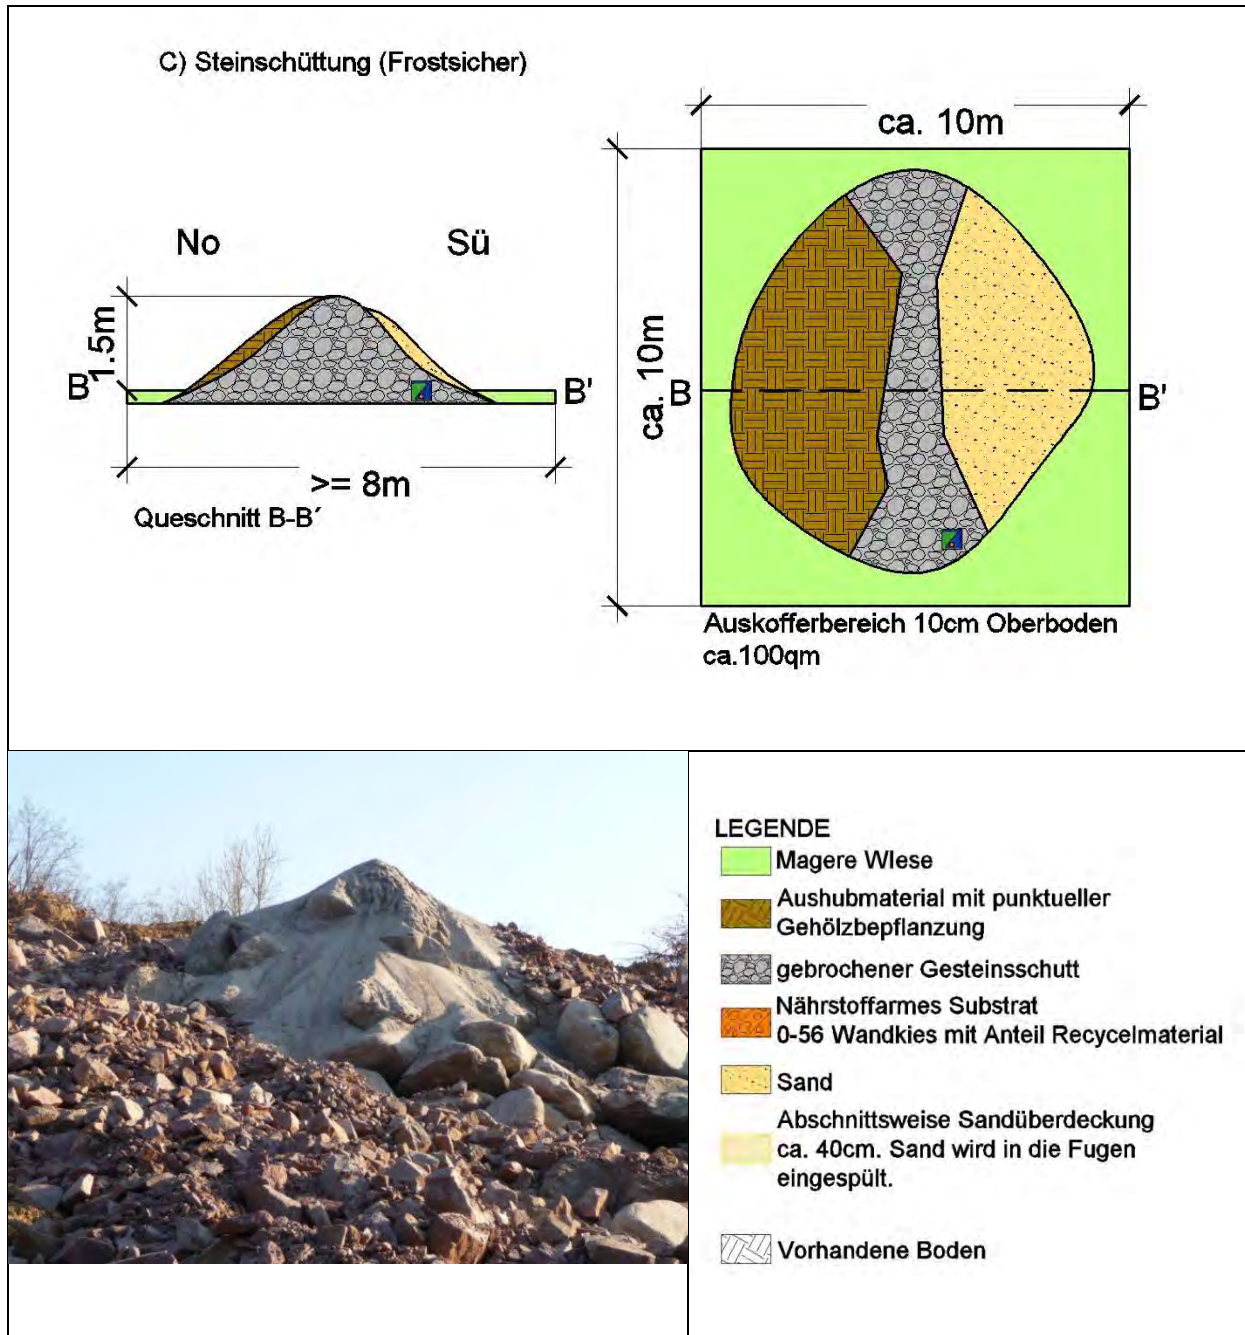 C) Steinschüttung (Frostsicher)
ca. 10m
No
Sü
1.5m
ca. 10m
B
B'
B
B'
>= 8m
Queschnitt B-B´
Auskofferbereich 10cm Oberboden
ca.100qm
LEGENDE
Magere WIese
Aushubmaterial mit punktueller
Gehölzbepflanzung
gebrochener Gesteinsschutt
Nährstoffarmes Substrat
0-56 Wandkies mit Anteil Recycelmaterial
Sand
Abschnittsweise Sandüberdeckung
ca. 40cm. Sand wird in die Fugen
eingespült.
Vorhandene Boden